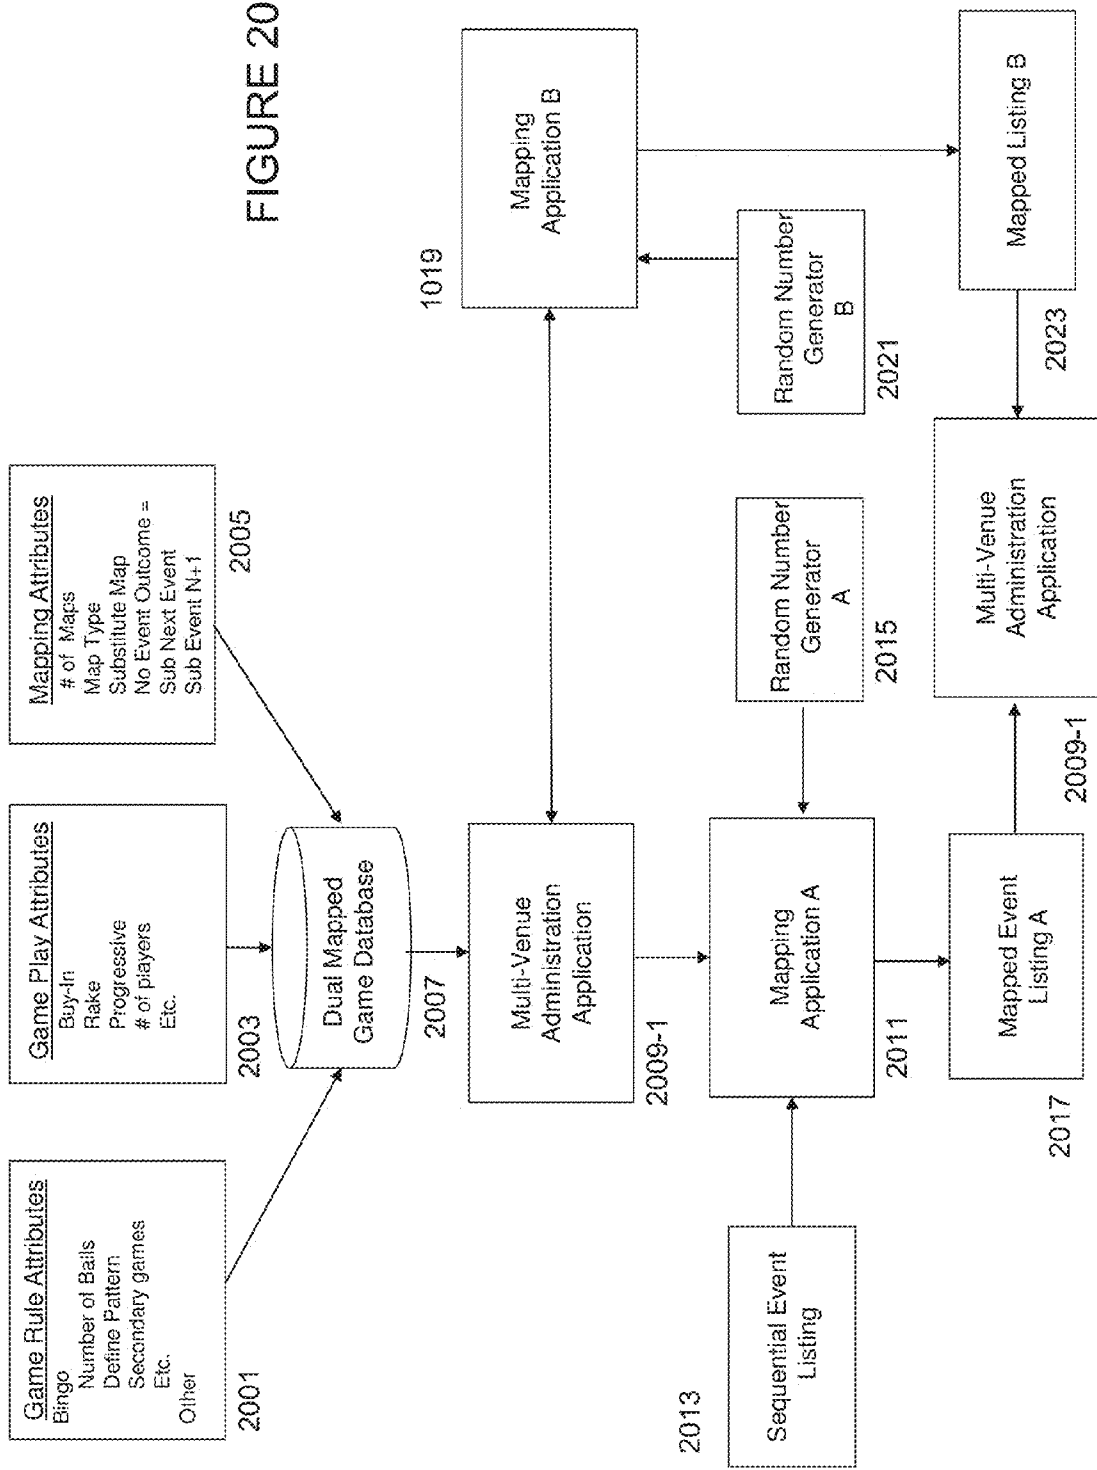 FIGURE 20
Game Rule Attributes
Bingo
Number of Balls
Define Pattern
Secondary games
Etc.
Other
2001
Game Play Attributes
Buy-In
Rake
Progressive
# of players
Etc.
2003
Mapping Attributes
# of Maps
Map Type
Substitute Map
No Event Outcome =
Sub Next Event
Sub Event N+1
2005
Dual Mapped
Game Database
2007
Multi-Venue
Administration
Application
2009-1
Mapping
Application B
1019
Sequential Event
Listing
2013
Mapping
Application A
2011
Random Number
Generator
A
2015
Random Number
Generator
B
2021
Mapped Event
Listing A
2017
Multi-Venue
Administration
Application
2009-1
Mapped Listing B
2023